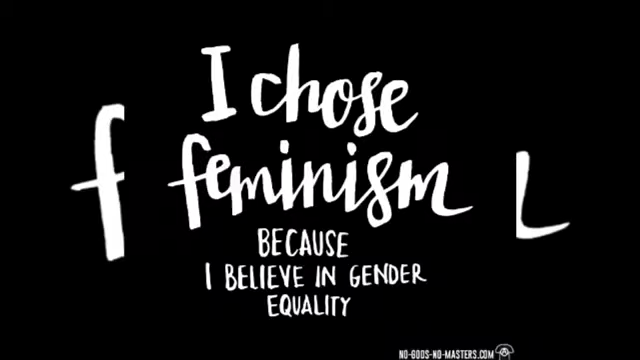 I chose
feminism
BECAUSE
I BELIEVE IN GENDER
EQUALITY
NO-GODS-NO-MASTERS.COM